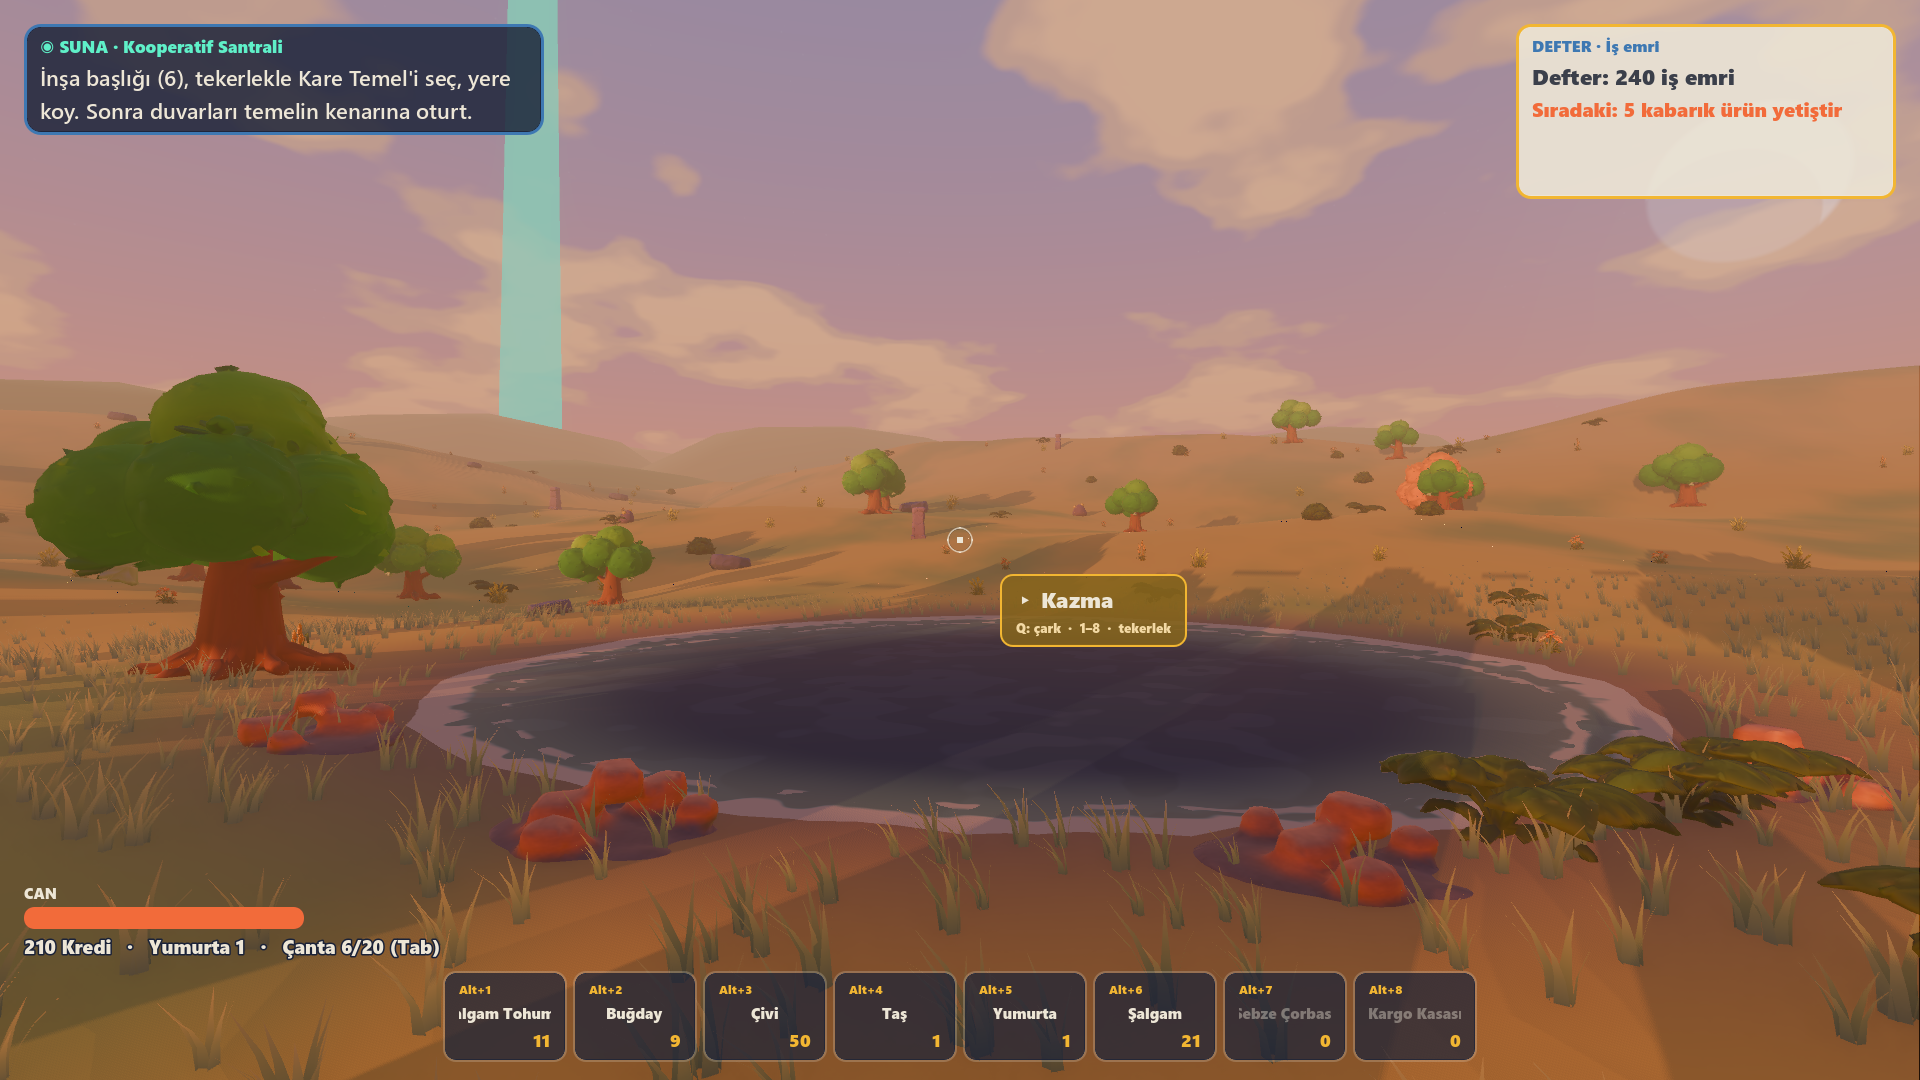 ◉ SUNA · Kooperatif Santrali
İnşa başlığı (6), tekerlekle Kare Temel'i seç, yere
koy. Sonra duvarları temelin kenarına oturt.
DEFTER · İş emri
Defter: 240 iş emri
Sıradaki: 5 kabarık ürün yetiştir
▸ Kazma
Q: çark · 1–8 · tekerlek
CAN
210 Kredi · Yumurta 1 · Çanta 6/20 (Tab)
Alt+1
algam Tohum
11
Alt+2
Buğday
9
Alt+3
Çivi
50
Alt+4
Taş
1
Alt+5
Yumurta
1
Alt+6
Şalgam
21
Alt+7
Sebze Çorbas
0
Alt+8
Kargo Kasası
0